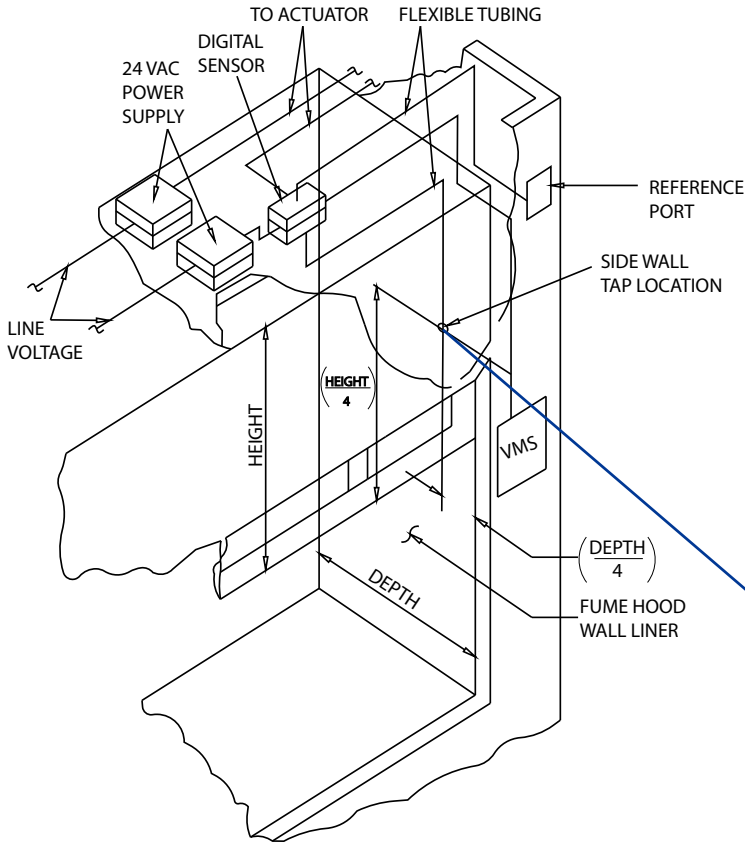 TO ACTUATOR
FLEXIBLE TUBING
DIGITAL
SENSOR
24 VAC
POWER
SUPPLY
REFERENCE
PORT
SIDE WALL
TAP LOCATION
LINE
VOLTAGE
HEIGHT
(HEIGHT
4)
VMS
(DEPTH
4)
DEPTH
FUME HOOD
WALL LINER